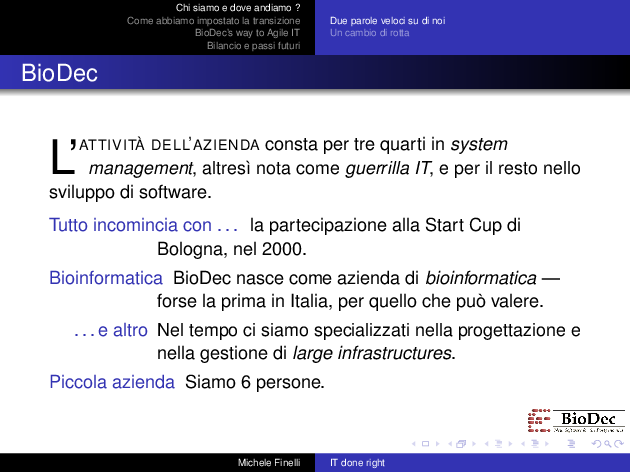 Chi siamo e dove andiamo ?
Come abbiamo impostato la transizione
BioDec's way to Agile IT
Bilancio e passi futuri
Due parole veloci su di noi
Un cambio di rotta
BioDec
L'ATTIVITÀ DELL'AZIENDA consta per tre quarti in system
management, altresì nota come guerrilla IT, e per il resto nello
sviluppo di software.
Tutto incomincia con ... la partecipazione alla Start Cup di
Bologna, nel 2000.
Bioinformatica BioDec nasce come azienda di bioinformatica —
forse la prima in Italia, per quello che può valere.
... e altro Nel tempo ci siamo specializzati nella progettazione e
nella gestione di large infrastructures.
Piccola azienda Siamo 6 persone.
BioDec
Michele Finelli
IT done right